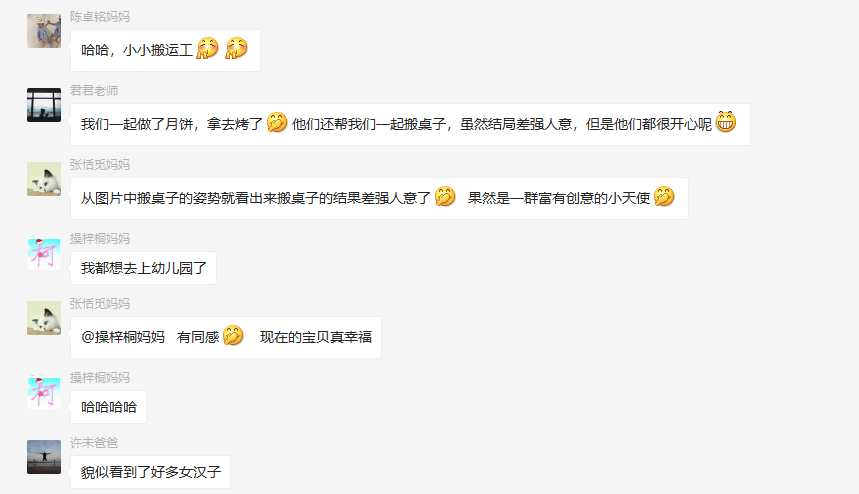 陈卓铭妈妈
哈哈，小小搬运工
君君老师
我们一起做了月饼，拿去烤了 他们还帮我们一起搬桌子，虽然结局差强人意，但是他们都很开心呢
张恬觅妈妈
从图片中搬桌子的姿势就看出来搬桌子的结果差强人意了 果然是一群富有创意的小天使
操梓桐妈妈
柯
我都想去上幼儿园了
张恬觅妈妈
@操梓桐妈妈 有同感 现在的宝贝真幸福
操梓桐妈妈
柯
哈哈哈哈
许未爸爸
貌似看到了好多女汉子